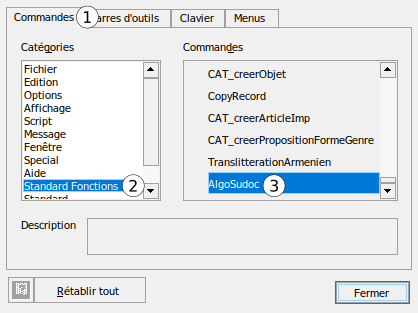 Commandes 1 arres d'outils Clavier Menus
Catégories
Commandes
Fichier
Edition
Options
Affichage
Script
Message
Fenêtre
Special
Aide
Standard Fonctions 2
Standard
CAT_creerObjet
CopyRecord
CAT_creerArticleImp
CAT_creerPropositionFormeGenre
TranslitterationArmenien
AlgoSudoc 3
Description
Rétablir tout
Fermer